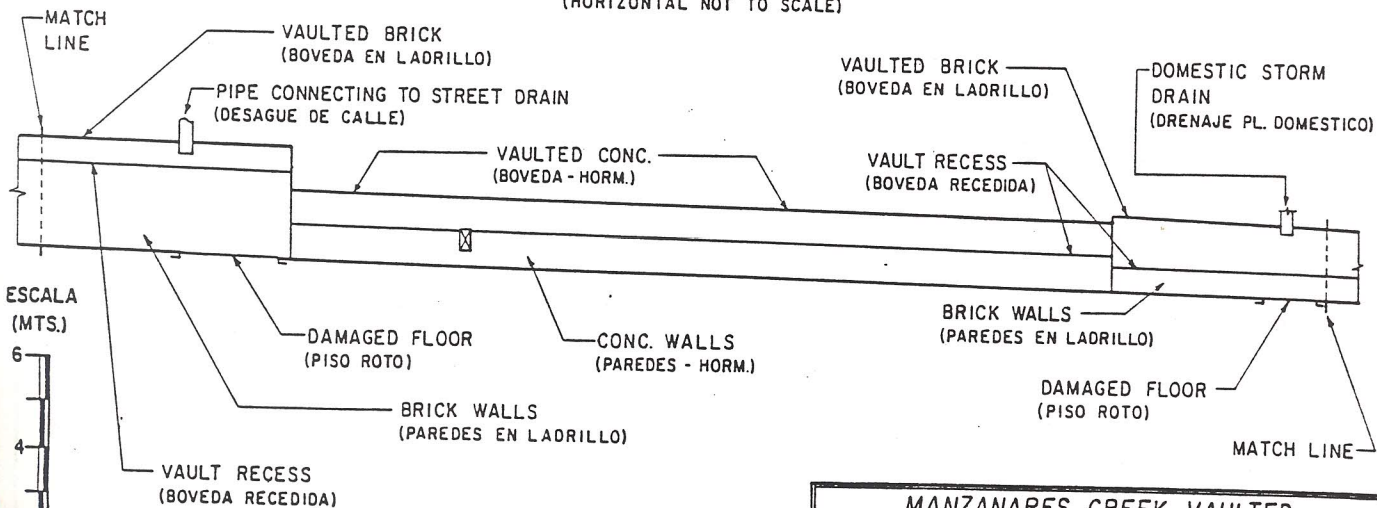 (HORIZONTAL NOT TO SCALE)
MATCH
LINE
VAULTED BRICK
(BOVEDA EN LADRILLO)
PIPE CONNECTING TO STREET DRAIN
(DESAGUE DE CALLE)
VAULTED CONC.
(BOVEDA - HORM.)
VAULTED BRICK
(BOVEDA EN LADRILLO)
VAULT RECESS
(BOVEDA RECEDIDA)
DOMESTIC STORM
DRAIN
(DRENAJE PL. DOMESTICO)
ESCALA
(MTS.)
6
4
DAMAGED FLOOR
(PISO ROTO)
CONC. WALLS
(PAREDES - HORM.)
BRICK WALLS
(PAREDES EN LADRILLO)
BRICK WALLS
(PAREDES EN LADRILLO)
DAMAGED FLOOR
(PISO ROTO)
MATCH LINE
VAULT RECESS
(BOVEDA RECEDIDA)
MANZANARES CREEK VAULTED